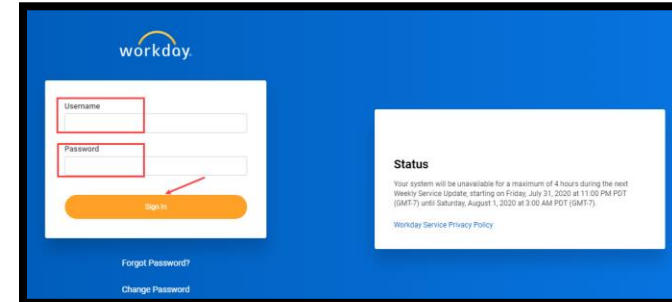 workday.
Username
Password
Sign In
Forgot Password?
Change Password
Status
Your system will be unavailable for a maximum of 4 hours during the next
Weekly Service Update, starting on Friday, July 31, 2020 at 11:00 PM PDT
(GMT-7) until Saturday, August 1, 2020 at 3:00 AM PDT (GMT-7).
Workday Service Privacy Policy